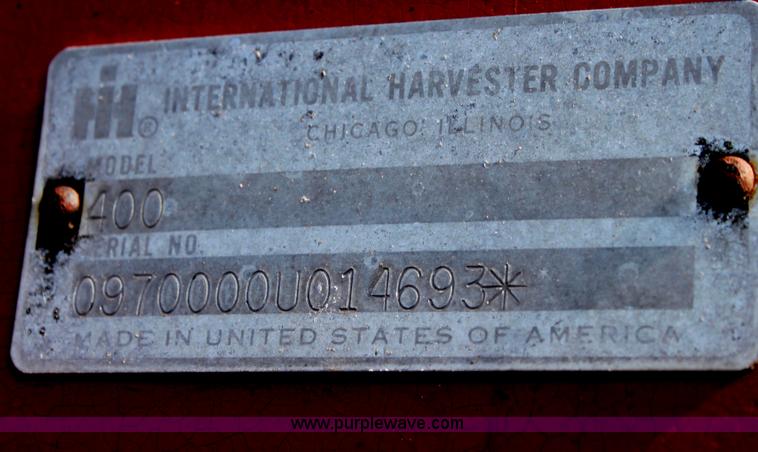 IH® INTERNATIONAL HARVESTER COMPANY
CHICAGO, ILLINOIS
MODEL
400
SERIAL NO.
0970000U014693*
MADE IN UNITED STATES OF AMERICA
www.purplewave.com